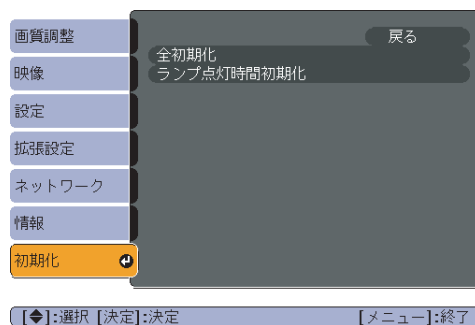 画質調整
映像
設定
拡張設定
ネットワーク
情報
初期化
戻る
全初期化
ランプ点灯時間初期化
[◆]:選択 [決定]:決定
[メニュー]:終了